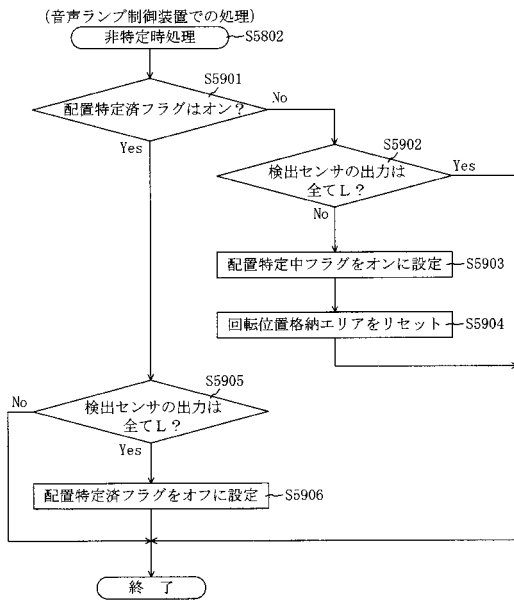 (音声ランプ制御装置での処理)
非特定時処理
S5802
S5901
配置特定済フラグはオン?
No
Yes
S5902
検出センサの出力は
全てL?
Yes
No
配置特定中フラグをオンに設定
S5903
回転位置格納エリアをリセット
S5904
S5905
検出センサの出力は
全てL?
No
Yes
配置特定済フラグをオフに設定
S5906
終 了